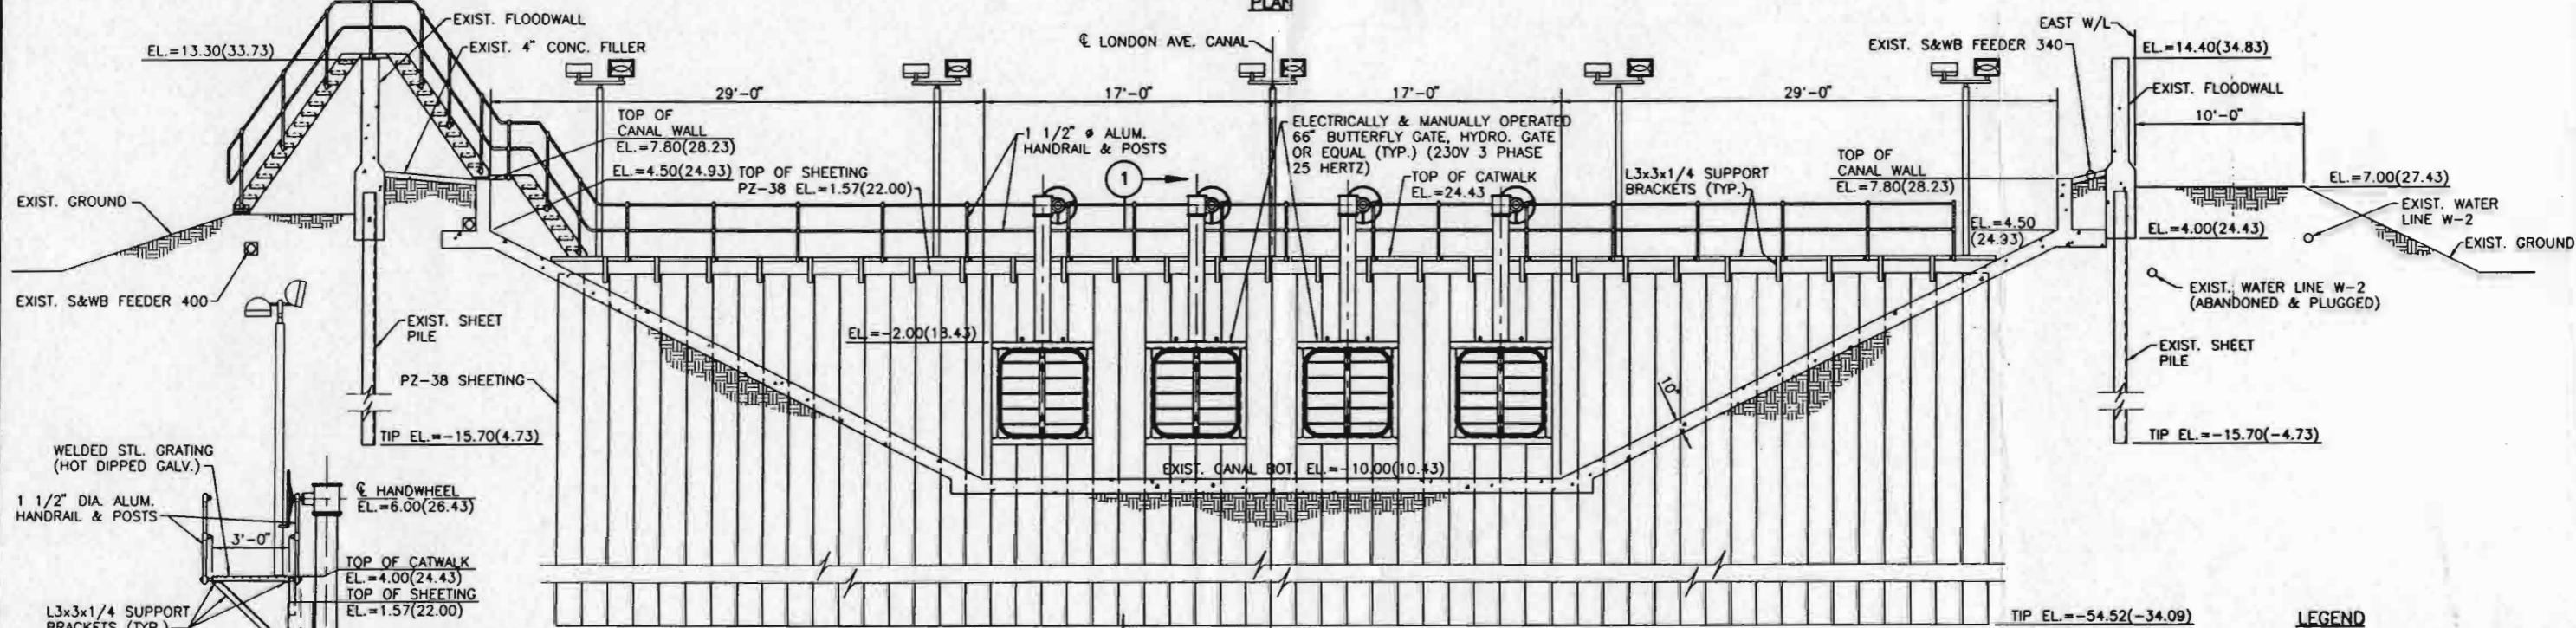 PLAN
EL.=13.30(33.73)
EXIST. FLOODWALL
EXIST. 4" CONC. FILLER
℄ LONDON AVE. CANAL
EAST W/L
EXIST. S&WB FEEDER 340
EL.=14.40(34.83)
EXIST. FLOODWALL
29'-0"
17'-0"
17'-0"
29'-0"
10'-0"
TOP OF
CANAL WALL
EL.=7.80(28.23)
1 1/2" ø ALUM.
HANDRAIL & POSTS
ELECTRICALLY & MANUALLY OPERATED
66" BUTTERFLY GATE, HYDRO. GATE
OR EQUAL (TYP.) (230V 3 PHASE
25 HERTZ)
EL.=4.50(24.93)
TOP OF SHEETING
PZ-38 EL.=1.57(22.00)
1
TOP OF CATWALK
EL.=24.43
L3x3x1/4 SUPPORT
BRACKETS (TYP.)
TOP OF
CANAL WALL
EL.=7.80(28.23)
EL.=7.00(27.43)
EXIST. GROUND
EXIST. WATER
LINE W-2
EL.=4.50
(24.93)
EL.=4.00(24.43)
EXIST. GROUND
EXIST. S&WB FEEDER 400
EXIST. WATER LINE W-2
(ABANDONED & PLUGGED)
EXIST. SHEET
PILE
EL.=-2.00(18.43)
EXIST. SHEET
PILE
PZ-38 SHEETING
10"
TIP EL.=-15.70(4.73)
TIP EL.=-15.70(-4.73)
WELDED STL. GRATING
(HOT DIPPED GALV.)
EXIST. CANAL BOT. EL.=-10.00(10.43)
1 1/2" DIA. ALUM.
HANDRAIL & POSTS
℄ HANDWHEEL
EL.=6.00(26.43)
3'-0"
TOP OF CATWALK
EL.=4.00(24.43)
TOP OF SHEETING
EL.=1.57(22.00)
L3x3x1/4 SUPPORT
BRACKETS (TYP.)
TIP EL.=-54.52(-34.09)
LEGEND